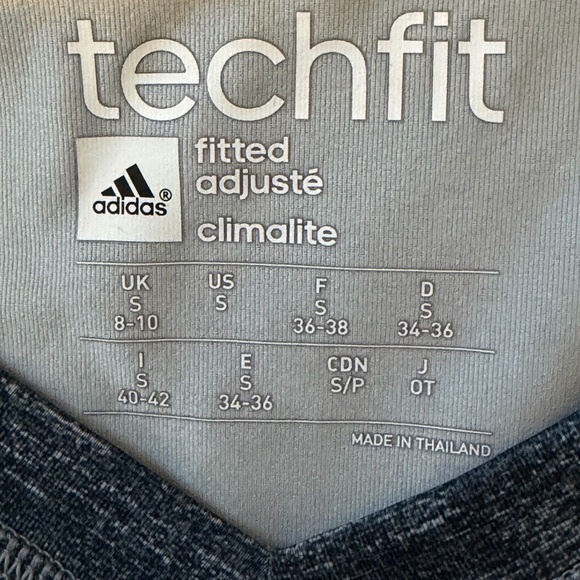 techfit
fitted
adjusté
climalite
adidas®
UK US F D
S S S S
8-10 36-38 34-36
I E CDN J
S S S/P OT
40-42 34-36
MADE IN THAILAND